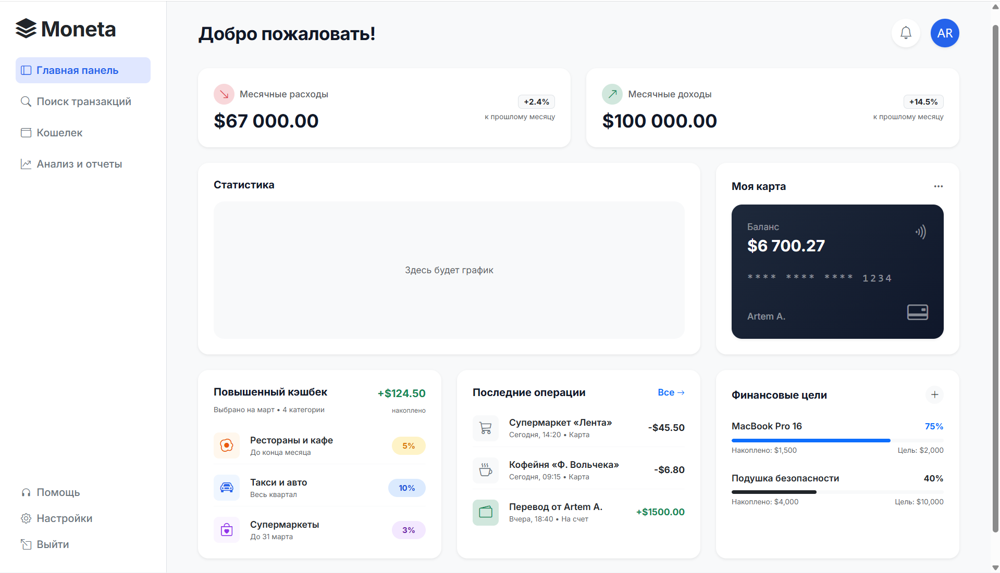 Moneta
Главная панель
Поиск транзакций
Кошелек
Анализ и отчеты
Помощь
Настройки
Выйти
Добро пожаловать!
AR
Месячные расходы
$67 000.00
+2.4%
к прошлому месяцу
Месячные доходы
$100 000.00
+14.5%
к прошлому месяцу
Статистика
Здесь будет график
Моя карта
Баланс
$6 700.27
**** **** **** 1234
Artem A.
Повышенный кэшбек
+$124.50
Выбрано на март • 4 категории
накоплено
Рестораны и кафе
До конца месяца
5%
Такси и авто
Весь квартал
10%
Супермаркеты
До 31 марта
3%
Последние операции
Все →
Супермаркет «Лента»
Сегодня, 14:20 • Карта
-$45.50
Кофейня «Ф. Вольчека»
Сегодня, 09:15 • Карта
-$6.80
Перевод от Artem A.
Вчера, 18:40 • На счет
+$1500.00
Финансовые цели
MacBook Pro 16
75%
Накоплено: $1,500
Цель: $2,000
Подушка безопасности
40%
Накоплено: $4,000
Цель: $10,000